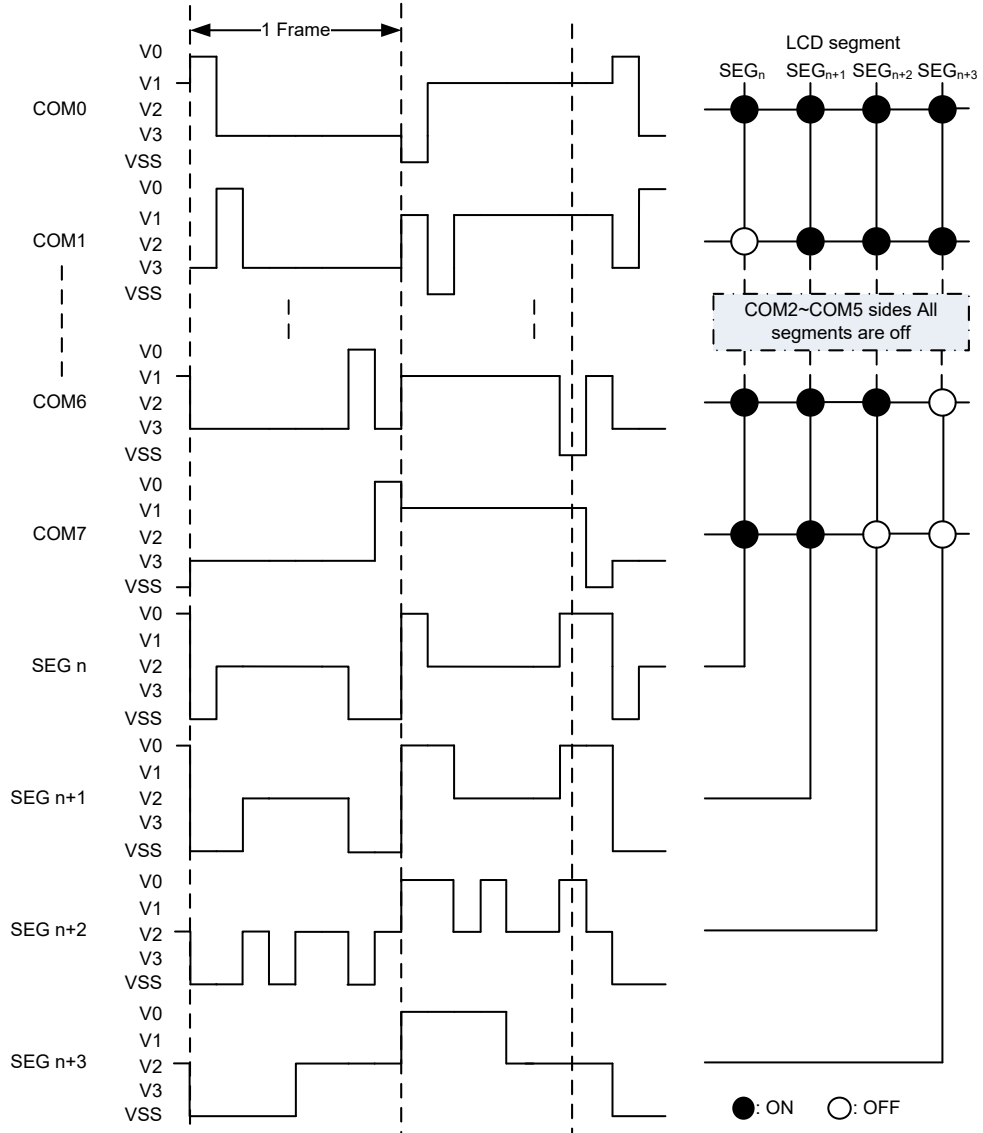 1 Frame
LCD segment
SEGn SEGn+1 SEGn+2 SEGn+3
COM0
V0
V1
V2
V3
VSS
COM1
V0
V1
V2
V3
VSS
COM2~COM5 sides All
segments are off
COM6
V0
V1
V2
V3
VSS
COM7
V0
V1
V2
V3
VSS
SEG n
V0
V1
V2
V3
VSS
SEG n+1
V0
V1
V2
V3
VSS
SEG n+2
V0
V1
V2
V3
VSS
SEG n+3
V0
V1
V2
V3
VSS
: ON : OFF